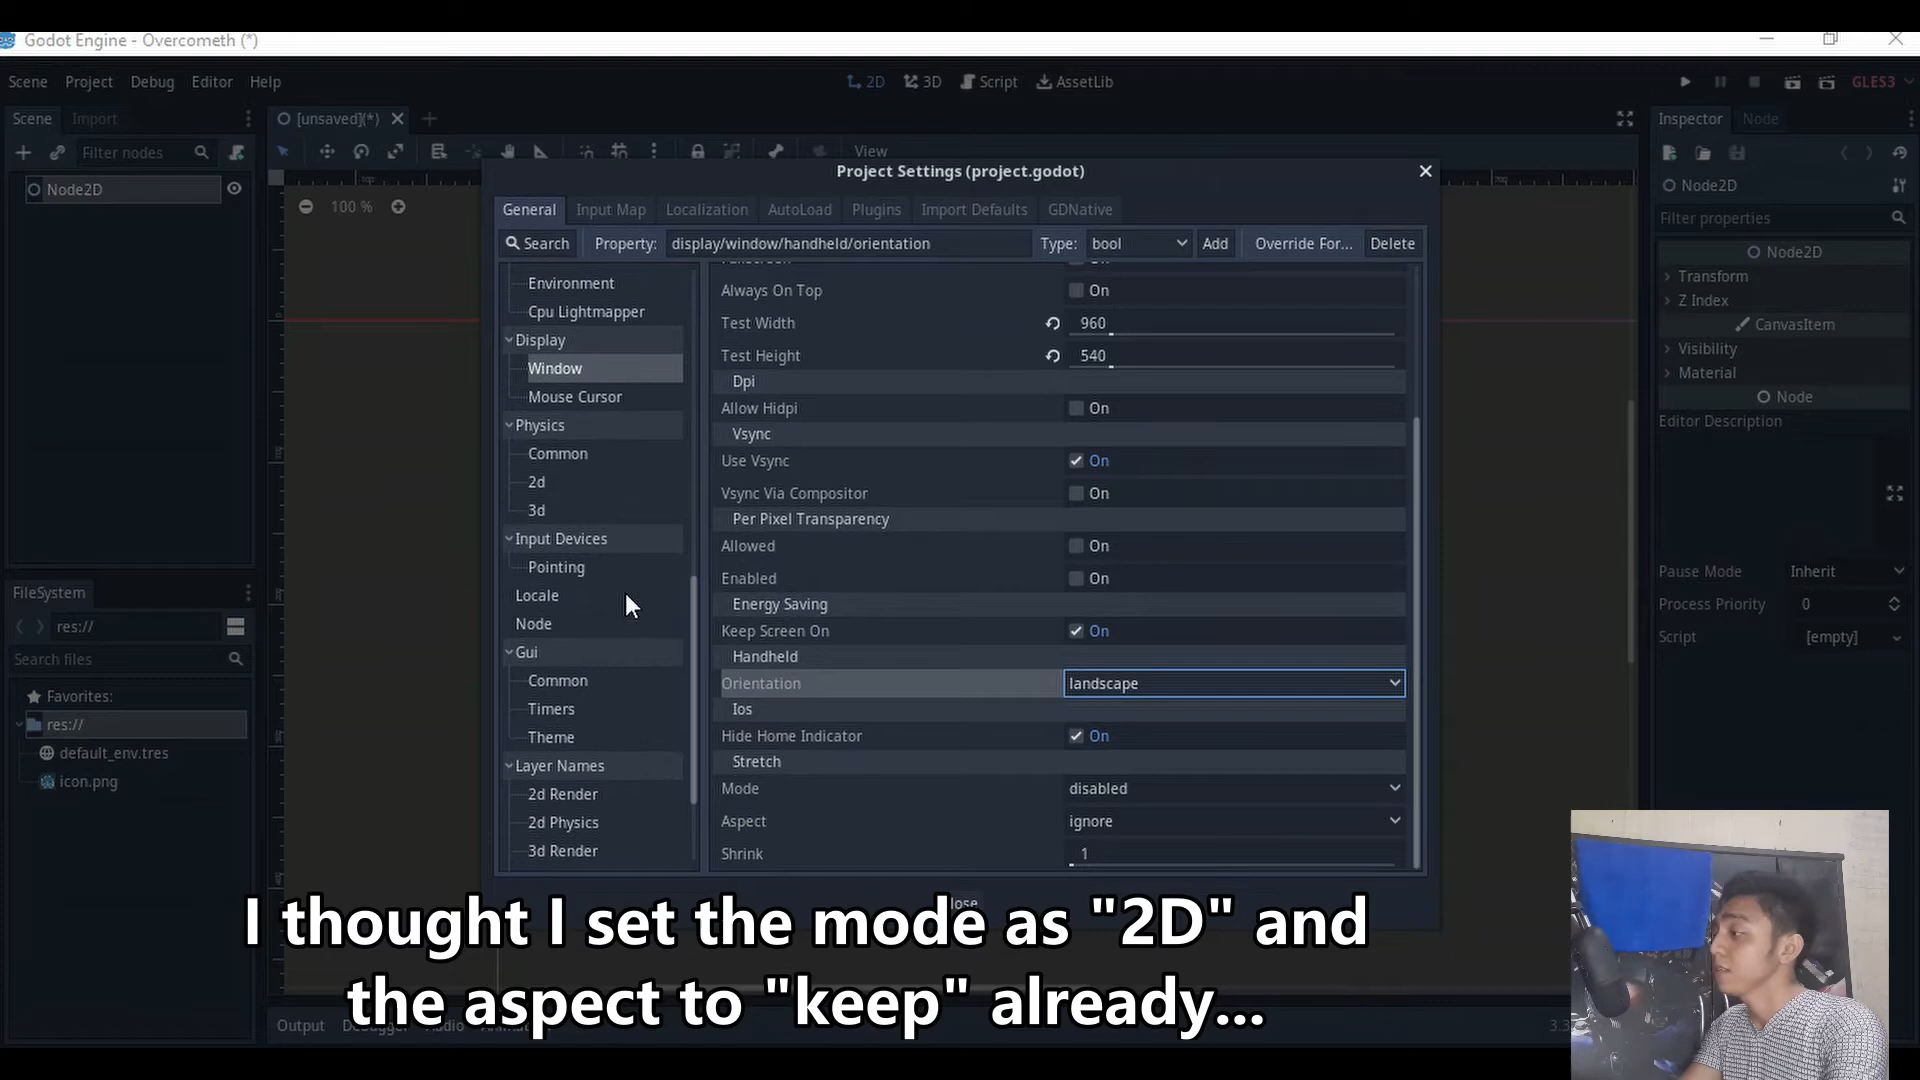 Godot Engine - Overcometh (*)
Scene Project Debug Editor Help
2D 3D Script AssetLib
GLES3
Scene Import
[unsaved](*)
Inspector Node
Filter nodes
View
Node2D
100 %
Project Settings (project.godot)
General Input Map Localization AutoLoad Plugins Import Defaults GDNative
Search Property: display/window/handheld/orientation Type: bool Add Override For... Delete
Environment
Cpu Lightmapper
Display
Window
Mouse Cursor
Physics
Common
2d
3d
Input Devices
Pointing
Locale
Node
Gui
Common
Timers
Theme
Layer Names
2d Render
2d Physics
3d Render
Always On Top On
Test Width 960
Test Height 540
Dpi
Allow Hidpi On
Vsync
Use Vsync On
Vsync Via Compositor On
Per Pixel Transparency
Allowed On
Enabled On
Energy Saving
Keep Screen On On
Handheld
Orientation landscape
Ios
Hide Home Indicator On
Stretch
Mode disabled
Aspect ignore
Shrink 1
Node2D
Filter properties
Node2D
Transform
Z Index
CanvasItem
Visibility
Material
Node
Editor Description
Pause Mode Inherit
Process Priority 0
Script [empty]
FileSystem
res://
Search files
Favorites:
res://
default_env.tres
icon.png
I thought I set the mode as "2D" and
the aspect to "keep" already...
Output